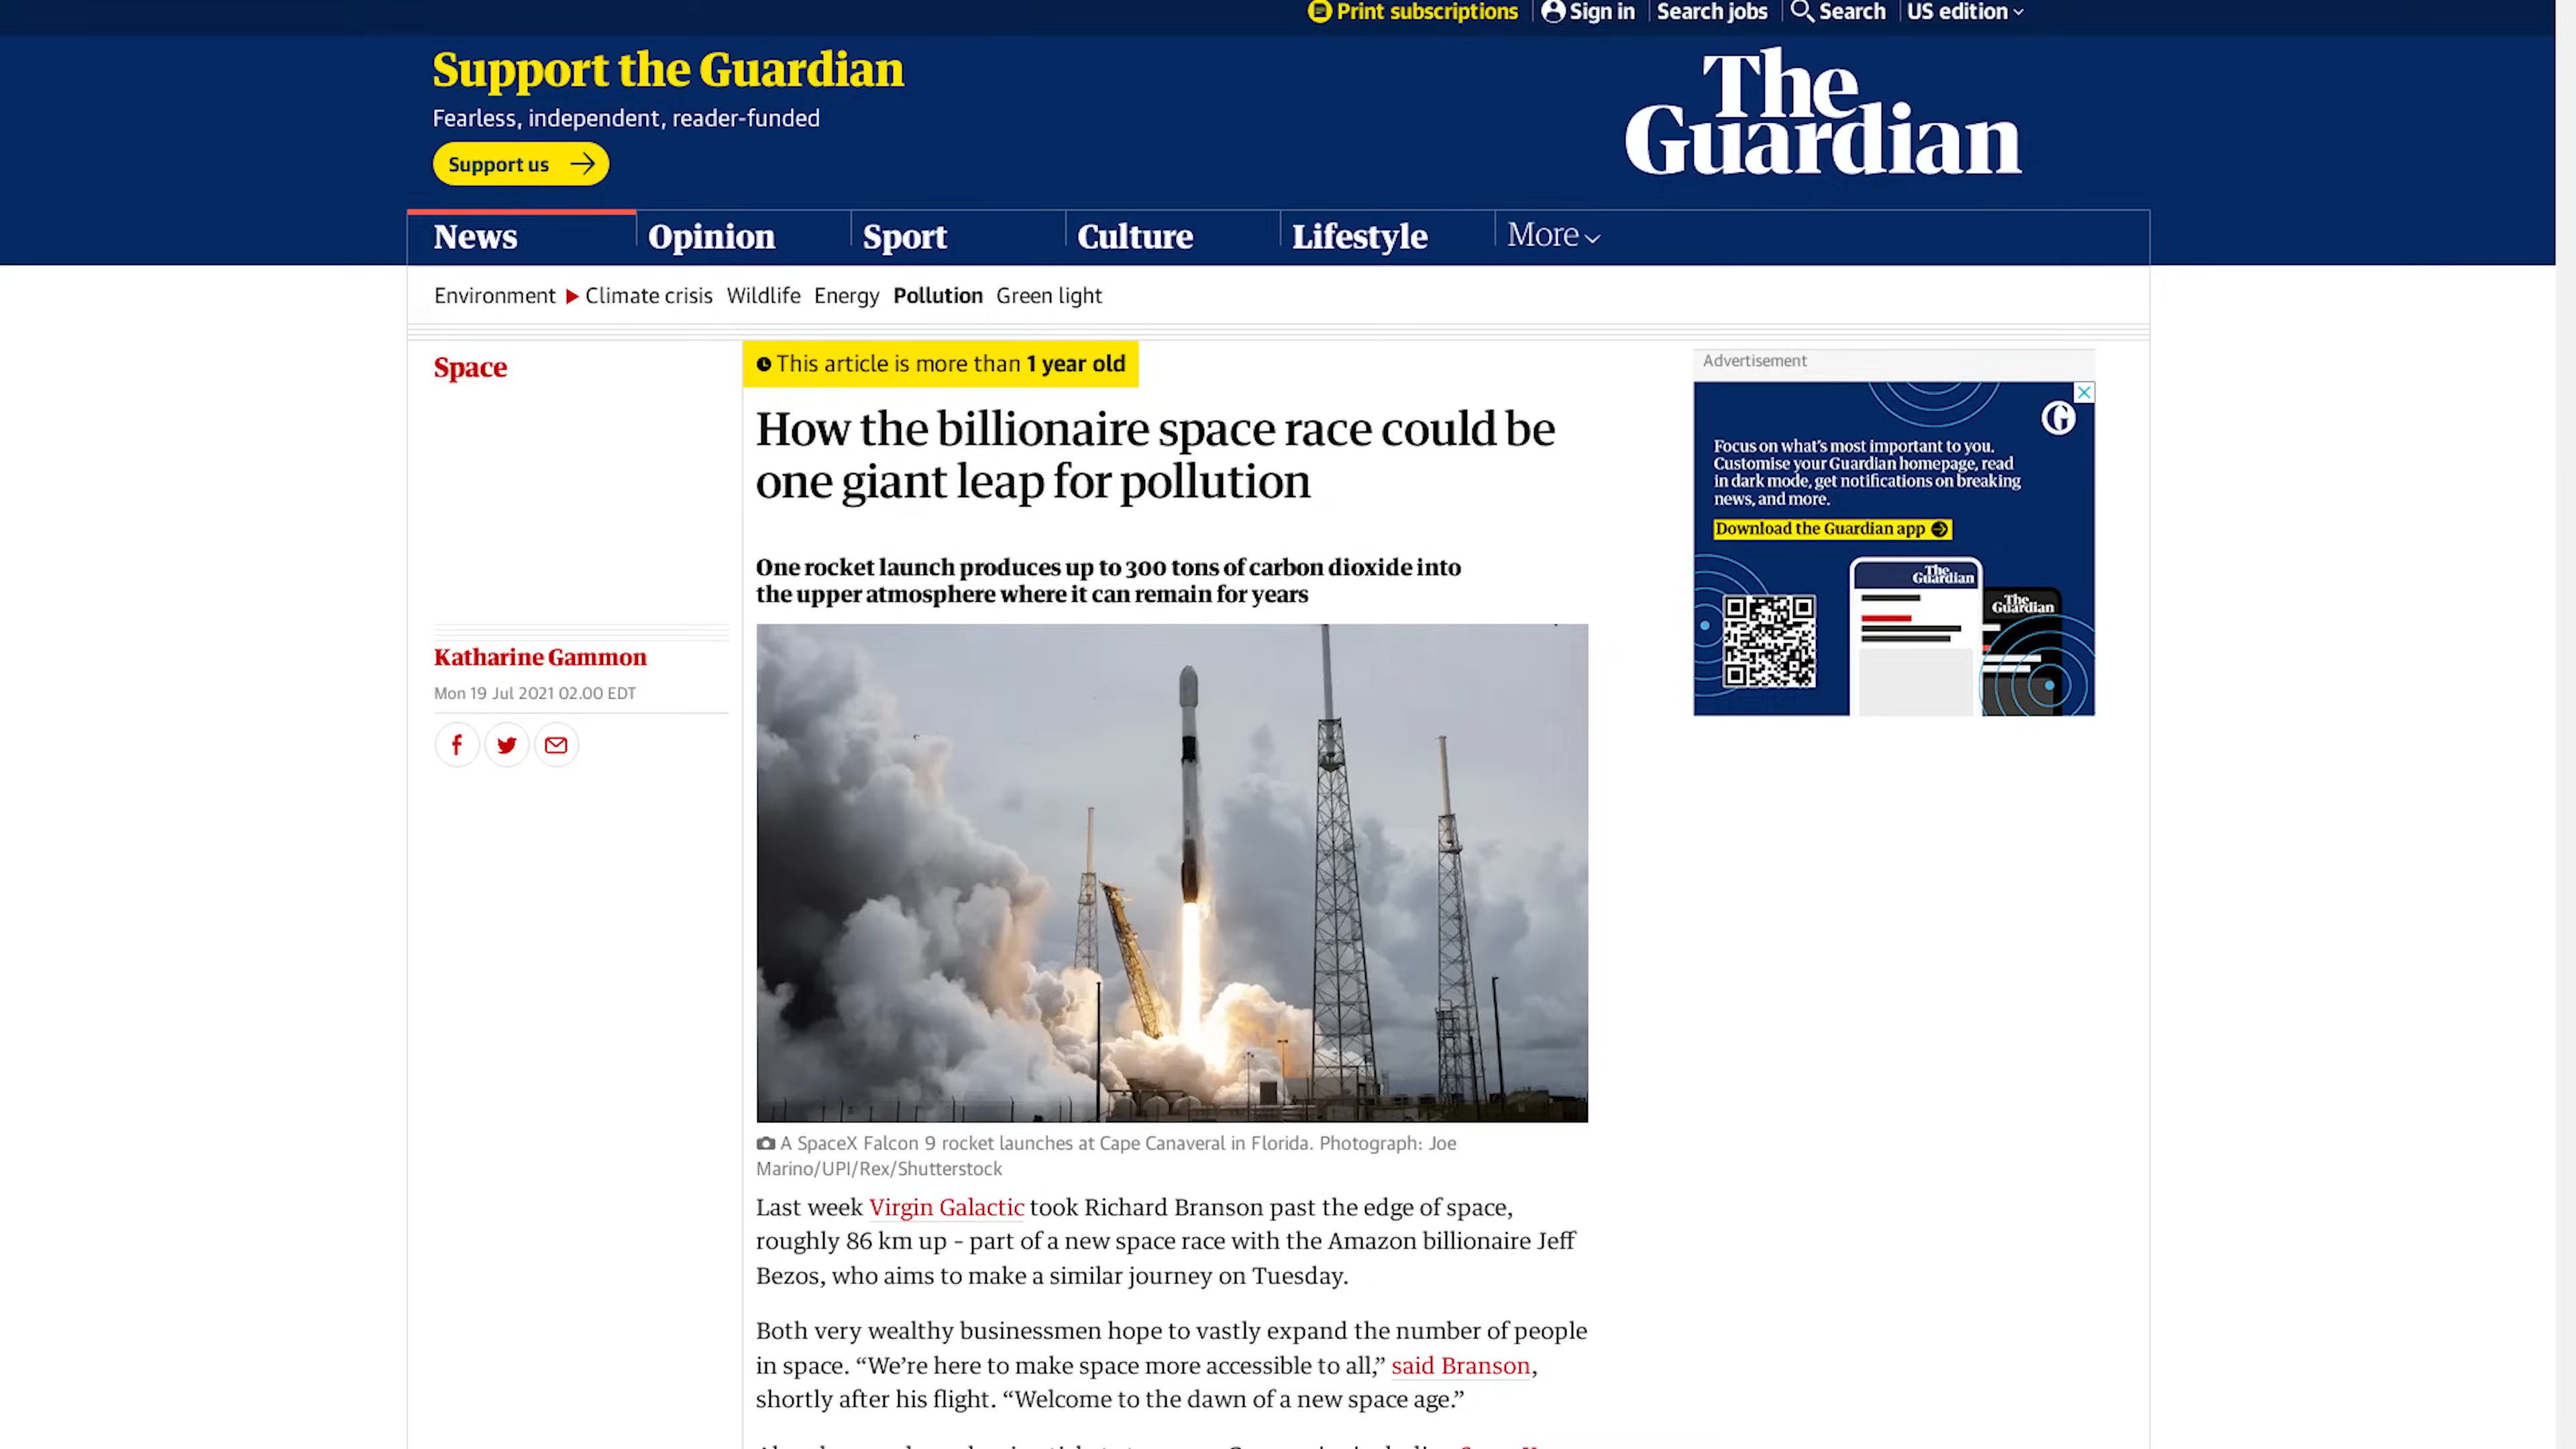 Print subscriptions
Sign in
Search jobs
Search
US edition
Support the Guardian
Fearless, independent, reader-funded
Support us
The
Guardian
News
Opinion
Sport
Culture
Lifestyle
More
Environment
Climate crisis
Wildlife
Energy
Pollution
Green light
Space
This article is more than 1 year old
How the billionaire space race could be
one giant leap for pollution
One rocket launch produces up to 300 tons of carbon dioxide into
the upper atmosphere where it can remain for years
Katharine Gammon
Mon 19 Jul 2021 02.00 EDT
A SpaceX Falcon 9 rocket launches at Cape Canaveral in Florida. Photograph: Joe
Marino/UPI/Rex/Shutterstock
Last week Virgin Galactic took Richard Branson past the edge of space,
roughly 86 km up – part of a new space race with the Amazon billionaire Jeff
Bezos, who aims to make a similar journey on Tuesday.
Both very wealthy businessmen hope to vastly expand the number of people
in space. “We’re here to make space more accessible to all,” said Branson,
shortly after his flight. “Welcome to the dawn of a new space age.”
Advertisement
G
Focus on what’s most important to you.
Customise your Guardian homepage, read
in dark mode, get notifications on breaking
news, and more.
Download the Guardian app
The
Guardian
The
Guardian